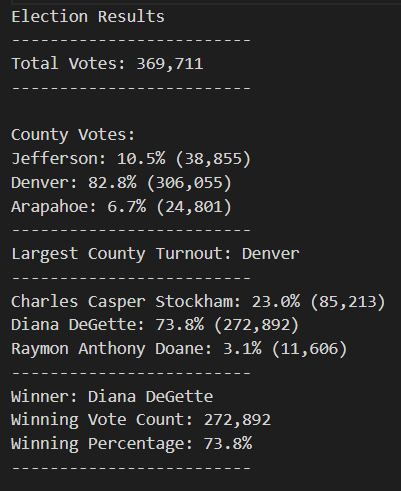 Election Results
-------------------------
Total Votes: 369,711
-------------------------
County Votes:
Jefferson: 10.5% (38,855)
Denver: 82.8% (306,055)
Arapahoe: 6.7% (24,801)
-------------------------
Largest County Turnout: Denver
-------------------------
Charles Casper Stockham: 23.0% (85,213)
Diana DeGette: 73.8% (272,892)
Raymon Anthony Doane: 3.1% (11,606)
-------------------------
Winner: Diana DeGette
Winning Vote Count: 272,892
Winning Percentage: 73.8%
-------------------------